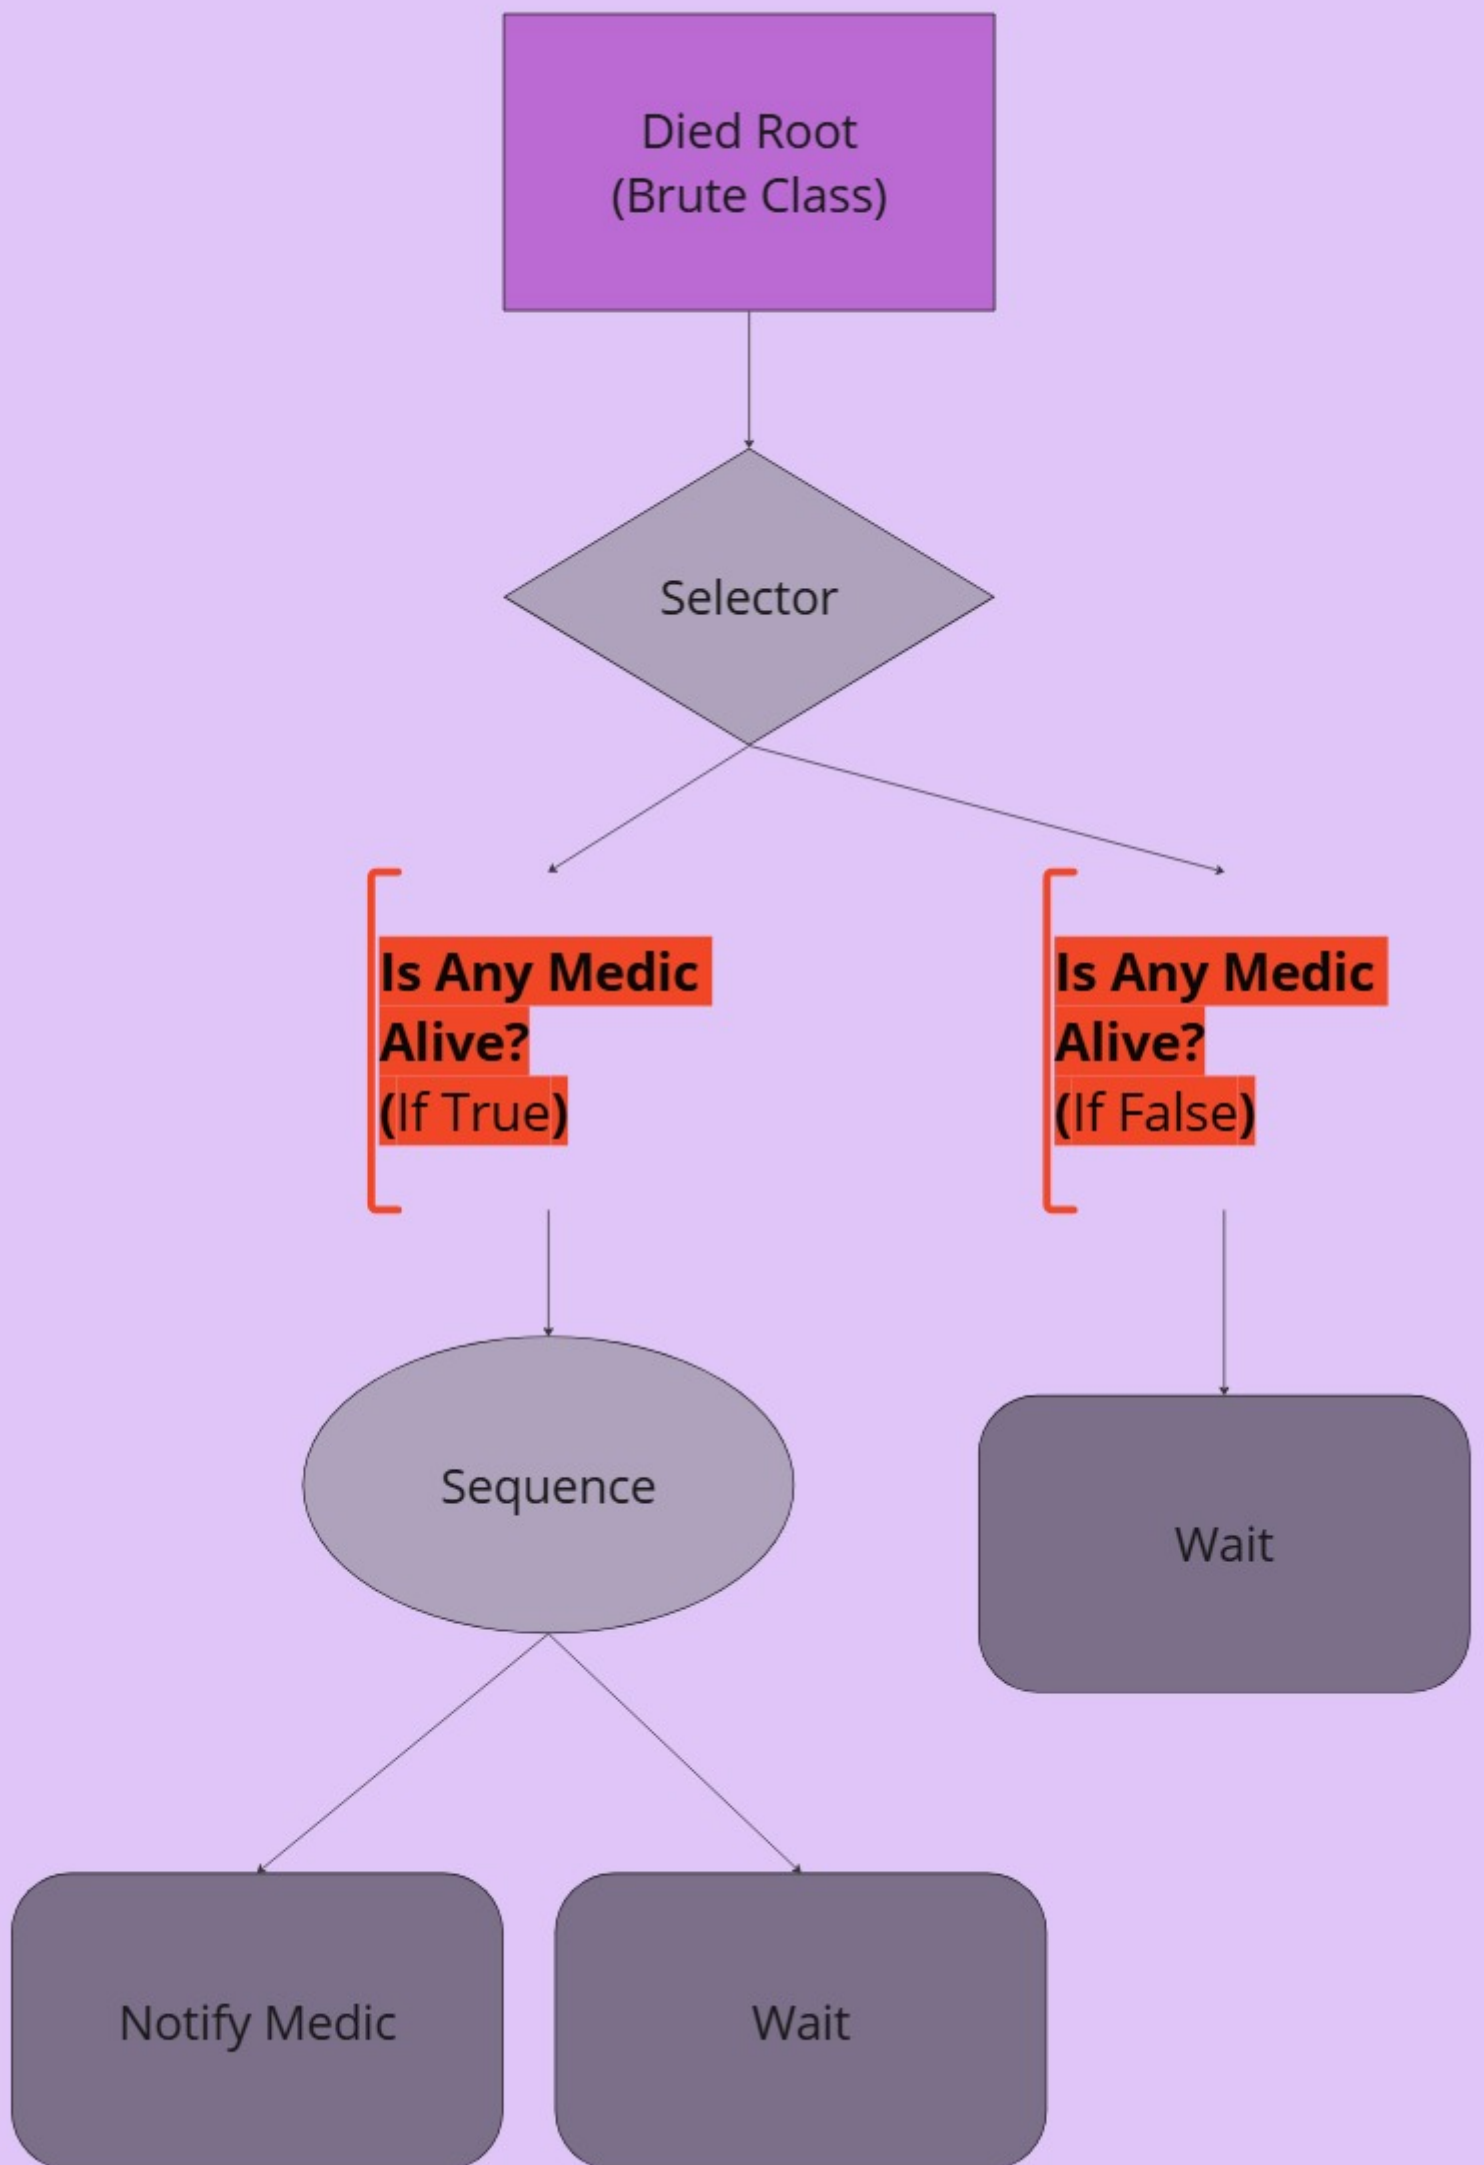 Died Root
(Brute Class)
Selector
Is Any Medic
Alive?
(If True)
Is Any Medic
Alive?
(If False)
Sequence
Wait
Notify Medic
Wait